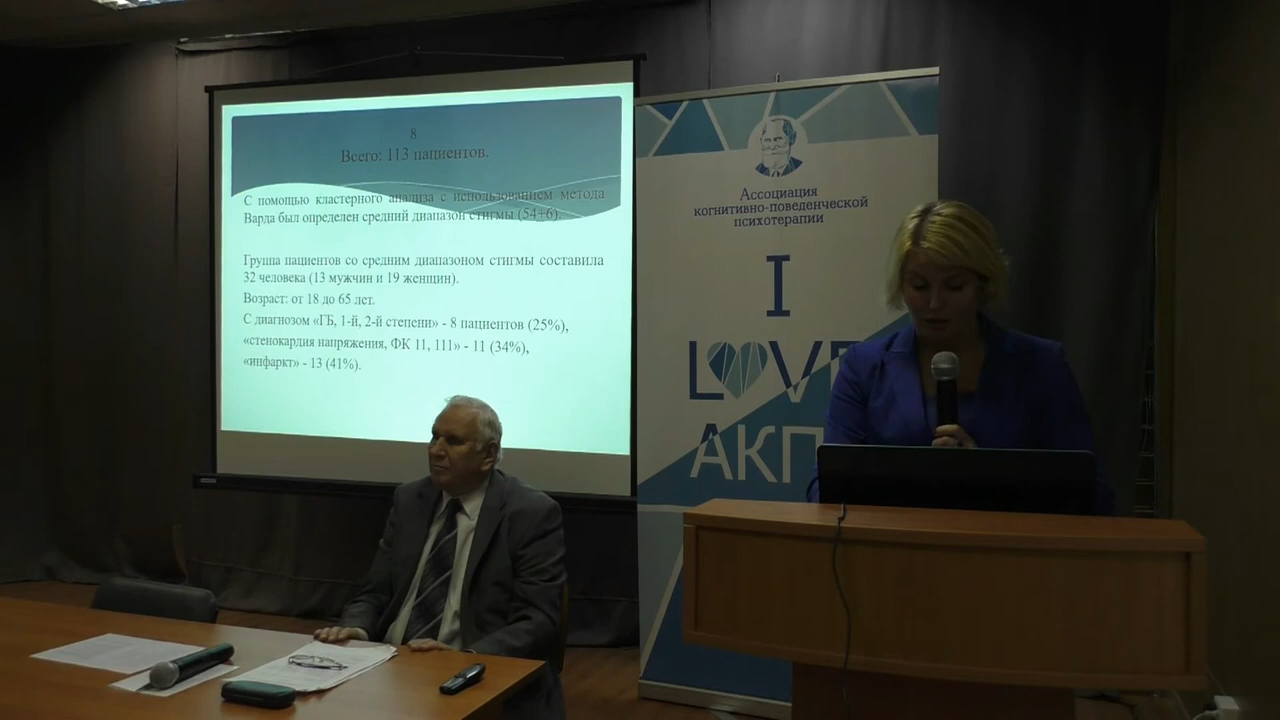 8
Всего: 113 пациентов.
С помощью кластерного анализа с использованием метода
Варда был определен средний диапазон стигмы (54+6).
Группа пациентов со средним диапазоном стигмы составила
32 человека (13 мужчин и 19 женщин).
Возраст: от 18 до 65 лет.
С диагнозом «ГБ, 1-й, 2-й степени» - 8 пациентов (25%),
«стенокардия напряжения, ФК 11, 111» - 11 (34%),
«инфаркт» - 13 (41%).
Ассоциация
когнитивно-поведенческой
психотерапии
I
LOVE
АКП